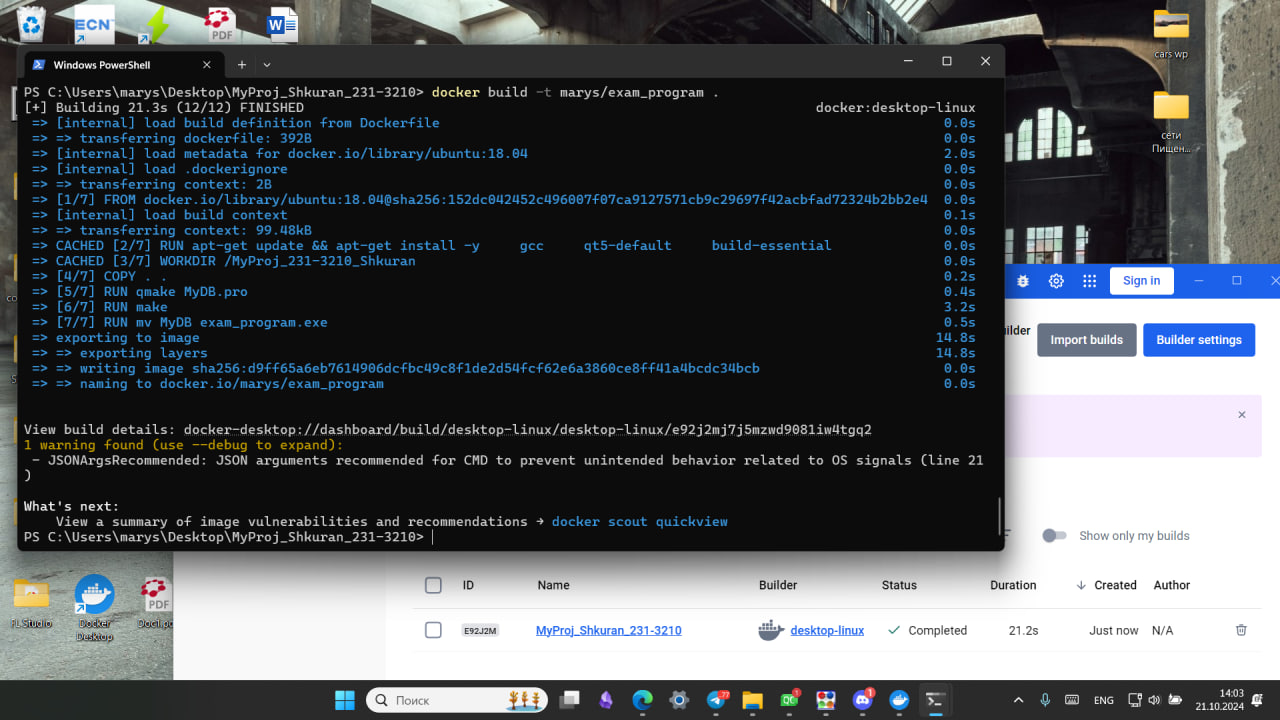 ECN
PDF
cars wp
сети
Пищен...
Windows PowerShell
PS C:\Users\marys\Desktop\MyProj_Shkuran_231-3210> docker build -t marys/exam_program .
[+] Building 21.3s (12/12) FINISHED docker:desktop-linux
=> [internal] load build definition from Dockerfile 0.0s
=> => transferring dockerfile: 392B 0.0s
=> [internal] load metadata for docker.io/library/ubuntu:18.04 2.0s
=> [internal] load .dockerignore 0.0s
=> => transferring context: 2B 0.0s
=> [1/7] FROM docker.io/library/ubuntu:18.04@sha256:152dc042452c496007f07ca9127571cb9c29697f42acbfad72324b2bb2e4 0.0s
=> [internal] load build context 0.1s
=> => transferring context: 99.48kB 0.0s
=> CACHED [2/7] RUN apt-get update && apt-get install -y gcc qt5-default build-essential 0.0s
=> CACHED [3/7] WORKDIR /MyProj_231-3210_Shkuran 0.0s
=> [4/7] COPY . . 0.2s
=> [5/7] RUN qmake MyDB.pro 0.4s
=> [6/7] RUN make 3.2s
=> [7/7] RUN mv MyDB exam_program.exe 0.5s
=> exporting to image 14.8s
=> => exporting layers 14.8s
=> => writing image sha256:d9ff65a6eb7614906dcfbc49c8f1de2d54fcf62e6a3860ce8ff41a4bcdc34bcb 0.0s
=> => naming to docker.io/marys/exam_program 0.0s
View build details: docker-desktop://dashboard/build/desktop-linux/desktop-linux/e92j2mj7j5mzwd9081iw4tgq2
1 warning found (use --debug to expand):
- JSONArgsRecommended: JSON arguments recommended for CMD to prevent unintended behavior related to OS signals (line 21
)
What's next:
View a summary of image vulnerabilities and recommendations → docker scout quickview
PS C:\Users\marys\Desktop\MyProj_Shkuran_231-3210>
Sign in
Import builds
Builder settings
Show only my builds
ID Name Builder Status Duration Created Author
E92J2M MyProj_Shkuran_231-3210 desktop-linux Completed 21.2s Just now N/A
FL Studio
Docker
Desktop
PDF
Поиск
ENG
14:03
21.10.2024